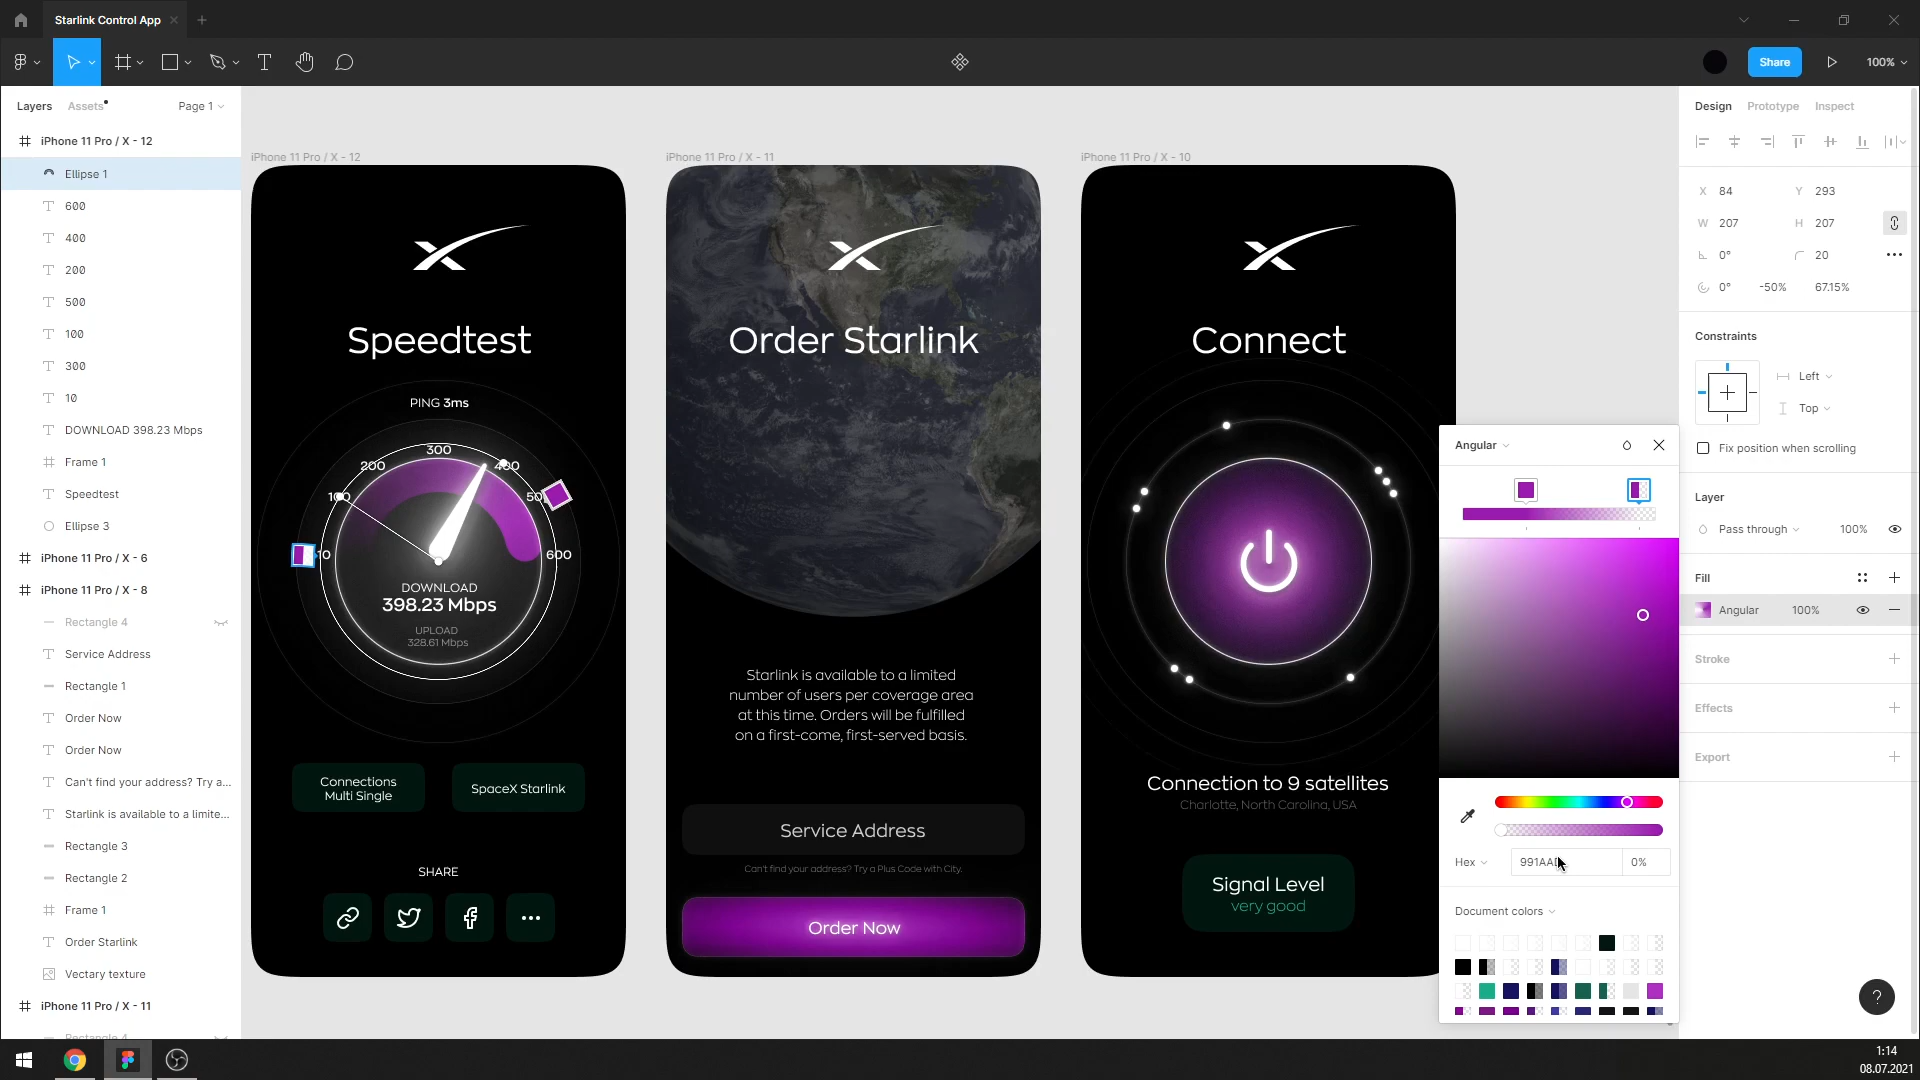 Starlink Control App
Share
100%
Layers
Assets
Page 1
iPhone 11 Pro / X - 12
Ellipse 1
600
400
200
500
100
300
10
DOWNLOAD 398.23 Mbps
Frame 1
Speedtest
Ellipse 3
iPhone 11 Pro / X - 6
iPhone 11 Pro / X - 8
Rectangle 4
Service Address
Rectangle 1
Order Now
Order Now
Can't find your address? Try a...
Starlink is available to a limite...
Rectangle 3
Rectangle 2
Frame 1
Order Starlink
Vectary texture
iPhone 11 Pro / X - 11
Rectangle 4
iPhone 11 Pro / X - 12
Speedtest
PING 3ms
300
200
400
100
500
10
600
DOWNLOAD
398.23 Mbps
UPLOAD
328.61 Mbps
Connections
Multi Single
SpaceX Starlink
SHARE
iPhone 11 Pro / X - 11
Order Starlink
Starlink is available to a limited
number of users per coverage area
at this time. Orders will be fulfilled
on a first-come, first-served basis.
Service Address
Can't find your address? Try a Plus Code with City.
Order Now
iPhone 11 Pro / X - 10
Connect
Connection to 9 satellites
Charlotte, North Carolina, USA
Signal Level
very good
Angular
Hex
0%
Document colors
Design
Prototype
Inspect
X 84
Y 293
W 207
H 207
0°
20
0°
-50%
67.15%
Constraints
Left
Top
Fix position when scrolling
Layer
Pass through
100%
Fill
Angular
100%
Stroke
Effects
Export
?
1:14
08.07.2021